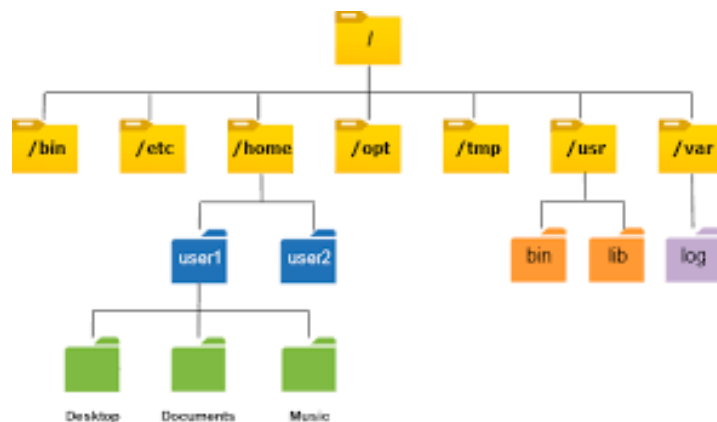 /
/bin /etc /home /opt /tmp /usr /var
user1 user2 bin lib log
Desktop Documents Music